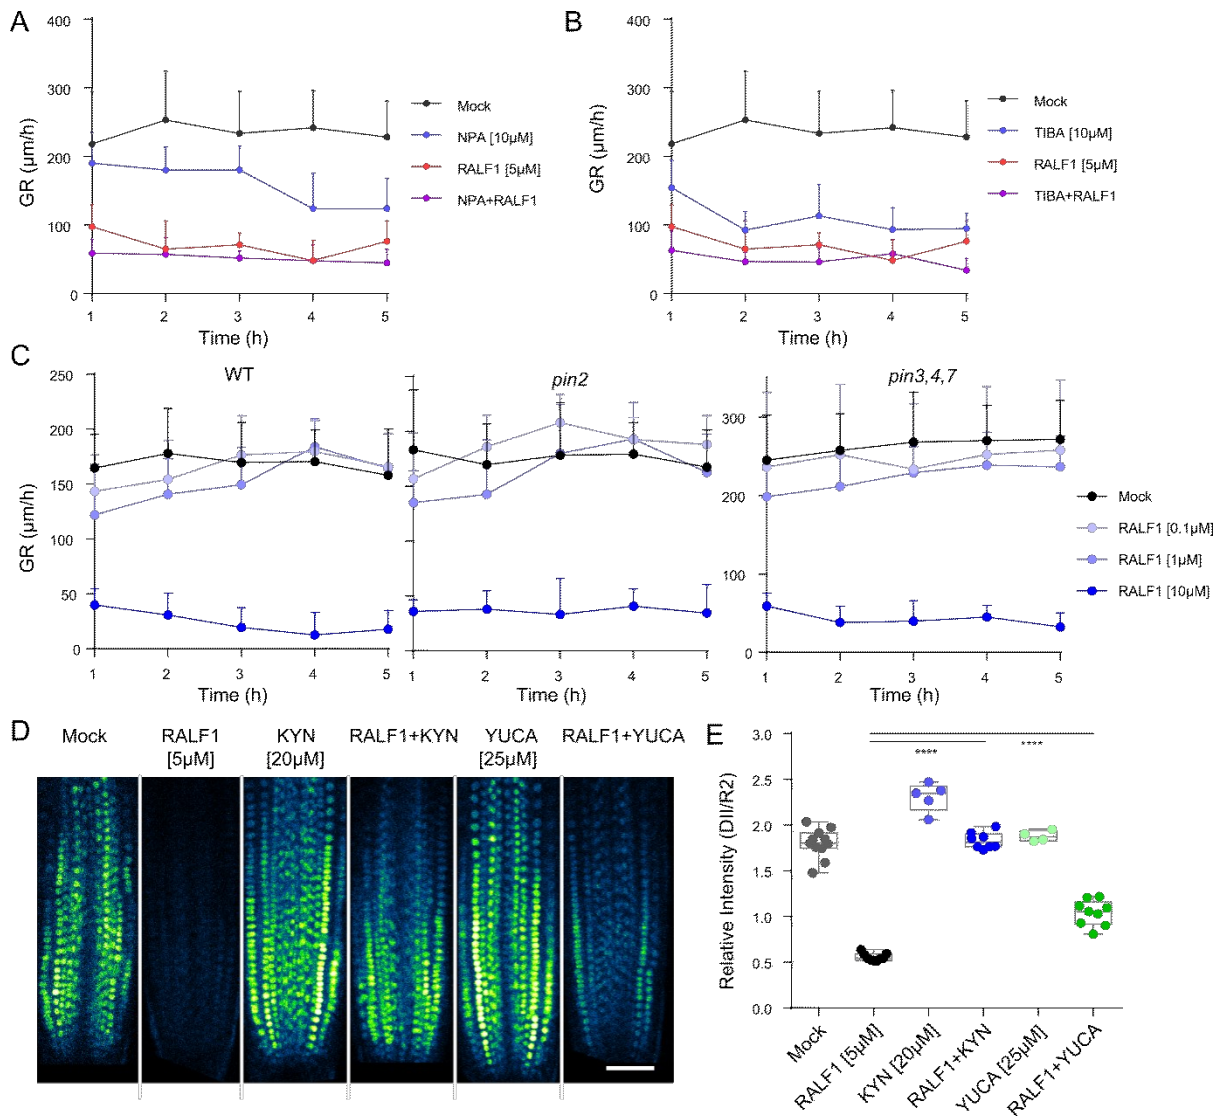 A
400
300
200
100
0
GR (µm/h)
1 2 3 4 5
Time (h)
Mock
NPA [10µM]
RALF1 [5µM]
NPA+RALF1
B
400
300
200
100
0
GR (µm/h)
1 2 3 4 5
Time (h)
Mock
TIBA [10µM]
RALF1 [5µM]
TIBA+RALF1
C
WT
250
200
150
100
50
0
GR (µm/h)
1 2 3 4 5
Time (h)
pin2
1 2 3 4 5
Time (h)
pin3,4,7
300
200
100
0
1 2 3 4 5
Time (h)
Mock
RALF1 [0.1µM]
RALF1 [1µM]
RALF1 [10µM]
D
Mock
RALF1
[5µM]
KYN
[20µM]
RALF1+KYN
YUCA
[25µM]
RALF1+YUCA
E
3.0
2.5
2.0
1.5
1.0
0.5
0.0
Relative Intensity (DII/R2)
****
****
Mock
RALF1 [5µM]
KYN [20µM]
RALF1+KYN
YUCA [25µM]
RALF1+YUCA